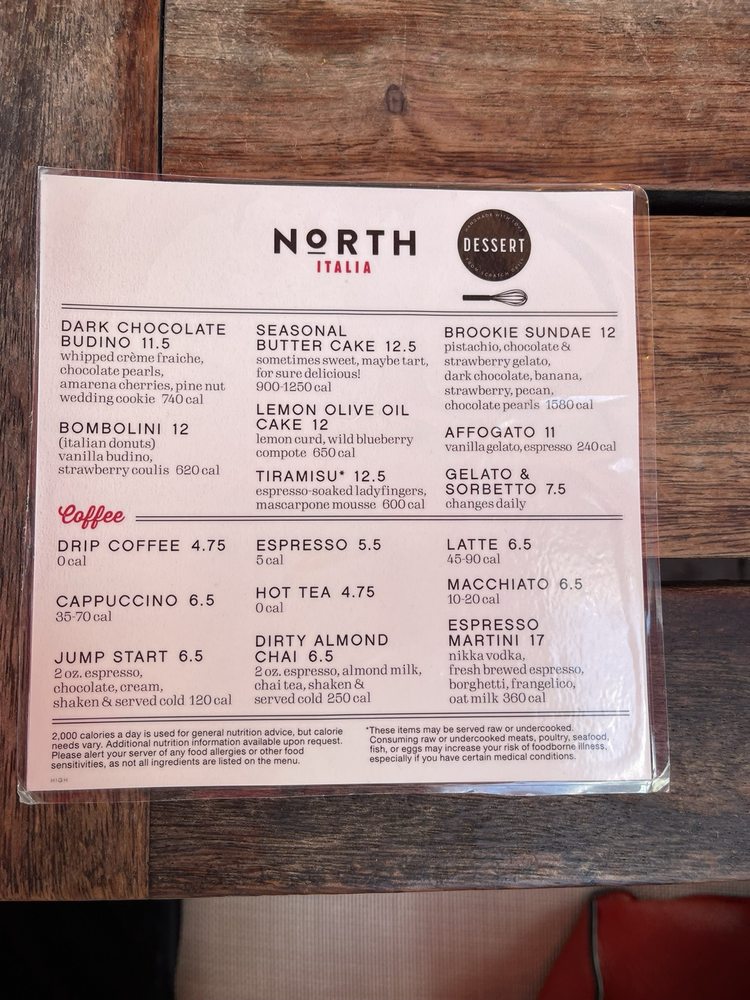 NORTH
ITALIA
HANDMADE WITH LOVE
DESSERT
FROM SCRATCH DAILY
DARK CHOCOLATE
BUDINO 11.5
whipped crème fraiche,
chocolate pearls,
amarena cherries, pine nut
wedding cookie 740 cal
BOMBOLINI 12
(italian donuts)
vanilla budino,
strawberry coulis 620 cal
SEASONAL
BUTTER CAKE 12.5
sometimes sweet, maybe tart,
for sure delicious!
900-1250 cal
LEMON OLIVE OIL
CAKE 12
lemon curd, wild blueberry
compote 650 cal
TIRAMISU* 12.5
espresso-soaked ladyfingers,
mascarpone mousse 600 cal
BROOKIE SUNDAE 12
pistachio, chocolate &
strawberry gelato,
dark chocolate, banana,
strawberry, pecan,
chocolate pearls 1580 cal
AFFOGATO 11
vanilla gelato, espresso 240 cal
GELATO &
SORBETTO 7.5
changes daily
Coffee
DRIP COFFEE 4.75
0 cal
CAPPUCCINO 6.5
35-70 cal
JUMP START 6.5
2 oz. espresso,
chocolate, cream,
shaken & served cold 120 cal
ESPRESSO 5.5
5 cal
HOT TEA 4.75
0 cal
DIRTY ALMOND
CHAI 6.5
2 oz. espresso, almond milk,
chai tea, shaken &
served cold 250 cal
LATTE 6.5
45-90 cal
MACCHIATO 6.5
10-20 cal
ESPRESSO
MARTINI 17
nikka vodka,
fresh brewed espresso,
borghetti, frangelico,
oat milk 360 cal
2,000 calories a day is used for general nutrition advice, but calorie
needs vary. Additional nutrition information available upon request.
Please alert your server of any food allergies or other food
sensitivities, as not all ingredients are listed on the menu.
HIGH
*These items may be served raw or undercooked.
Consuming raw or undercooked meats, poultry, seafood,
fish, or eggs may increase your risk of foodborne illness,
especially if you have certain medical conditions.